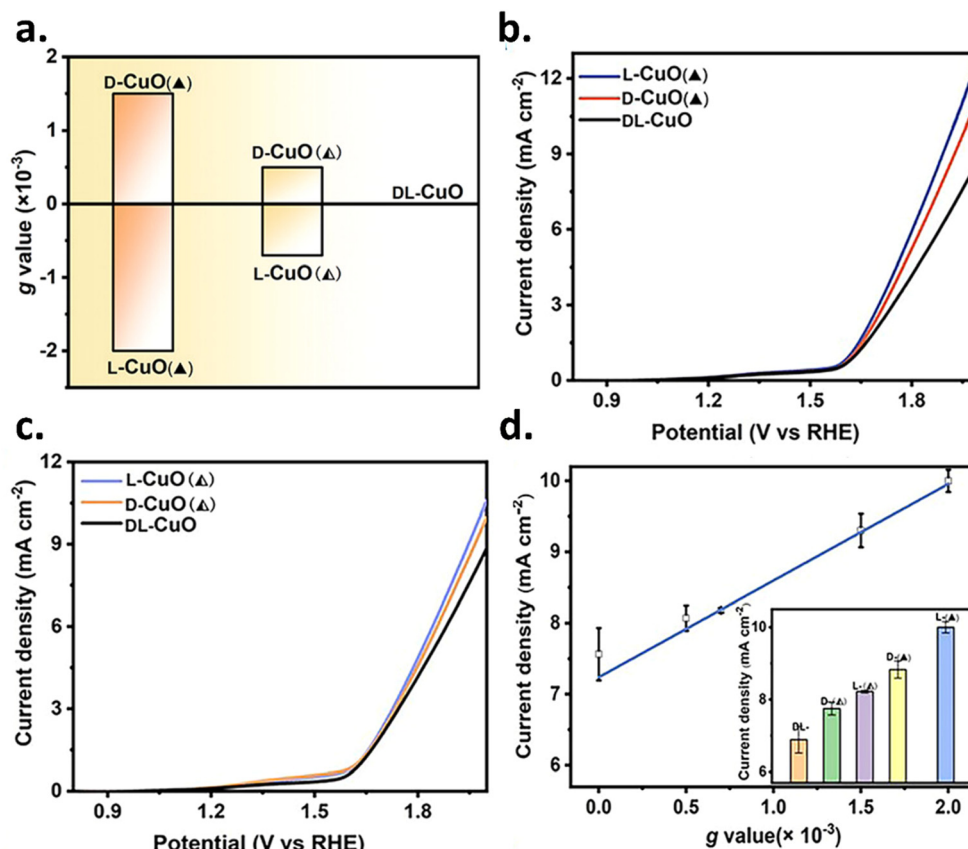 a.
2
1
0
-1
-2
g value (×10⁻³)
D-CuO(▲)
L-CuO(▲)
D-CuO(◭)
L-CuO(◭)
DL-CuO
b.
12
9
6
3
0
Current density (mA cm⁻²)
L-CuO(▲)
D-CuO(▲)
DL-CuO
0.9 1.2 1.5 1.8
Potential (V vs RHE)
c.
12
9
6
3
0
Current density (mA cm⁻²)
L-CuO(◭)
D-CuO(◭)
DL-CuO
0.9 1.2 1.5 1.8
Potential (V vs RHE)
d.
10
9
8
7
6
Current density (mA cm⁻²)
0.0 0.5 1.0 1.5 2.0
g value(× 10⁻³)
10
8
6
Current density (mA cm⁻²)
DL-
D-(◭)
L-(◭)
D-(▲)
L-(▲)